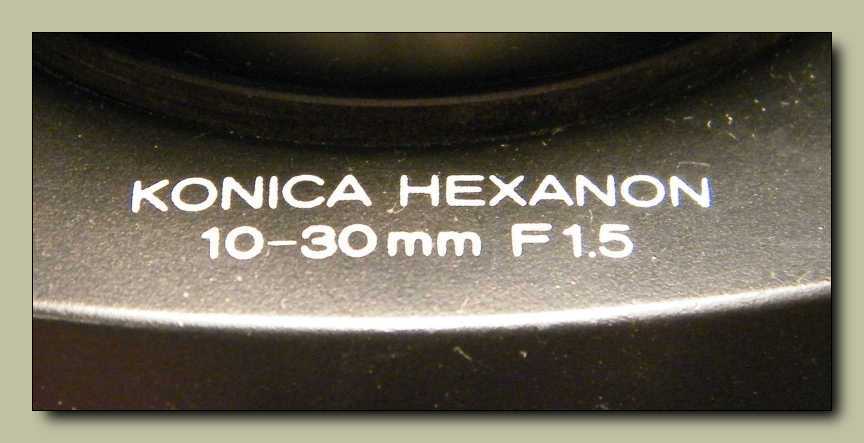 KONICA HEXANON
10-30mm F1.5